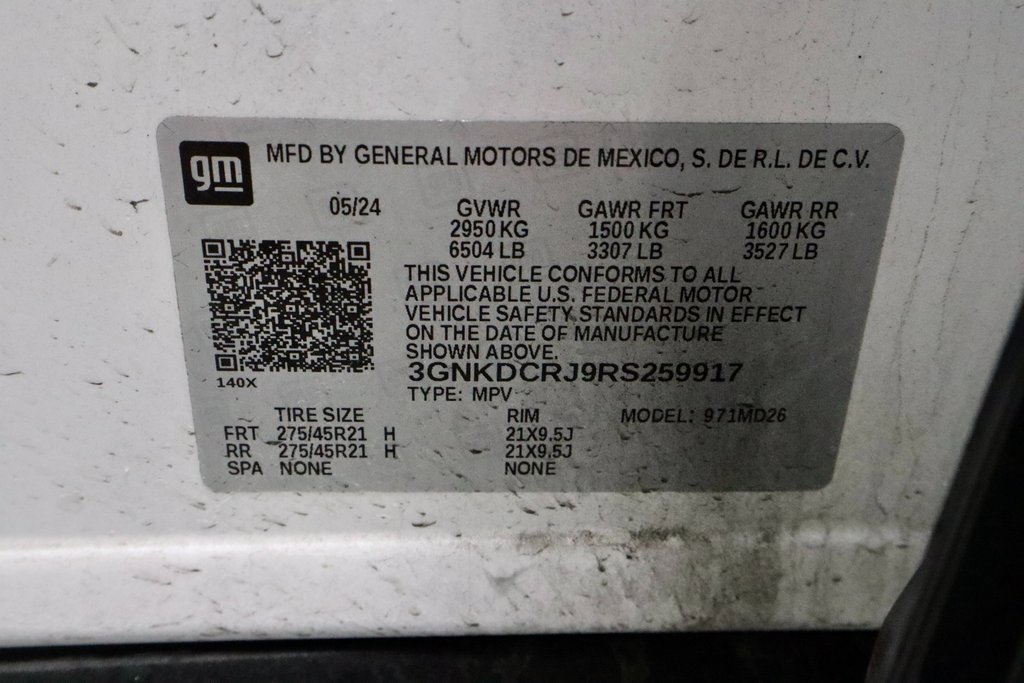 gm MFD BY GENERAL MOTORS DE MEXICO, S. DE R.L. DE C.V.
05/24 GVWR GAWR FRT GAWR RR
2950 KG 1500 KG 1600 KG
6504 LB 3307 LB 3527 LB
THIS VEHICLE CONFORMS TO ALL
APPLICABLE U.S. FEDERAL MOTOR
VEHICLE SAFETY STANDARDS IN EFFECT
ON THE DATE OF MANUFACTURE
SHOWN ABOVE.
3GNKDCRJ9RS259917
140X
TYPE: MPV
TIRE SIZE RIM MODEL: 971MD26
FRT 275/45R21 H 21X9.5J
RR 275/45R21 H 21X9.5J
SPA NONE NONE